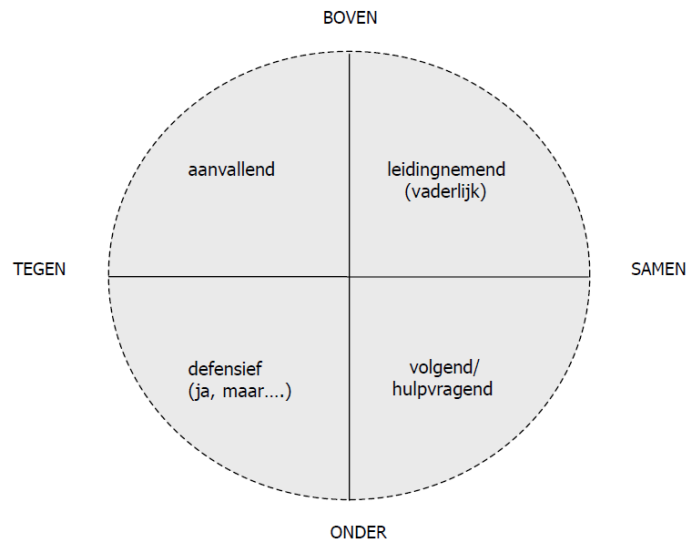 BOVEN
aanvallend
leidingnemend
(vaderlijk)
TEGEN
SAMEN
defensief
(ja, maar….)
volgend/
hulpvragend
ONDER